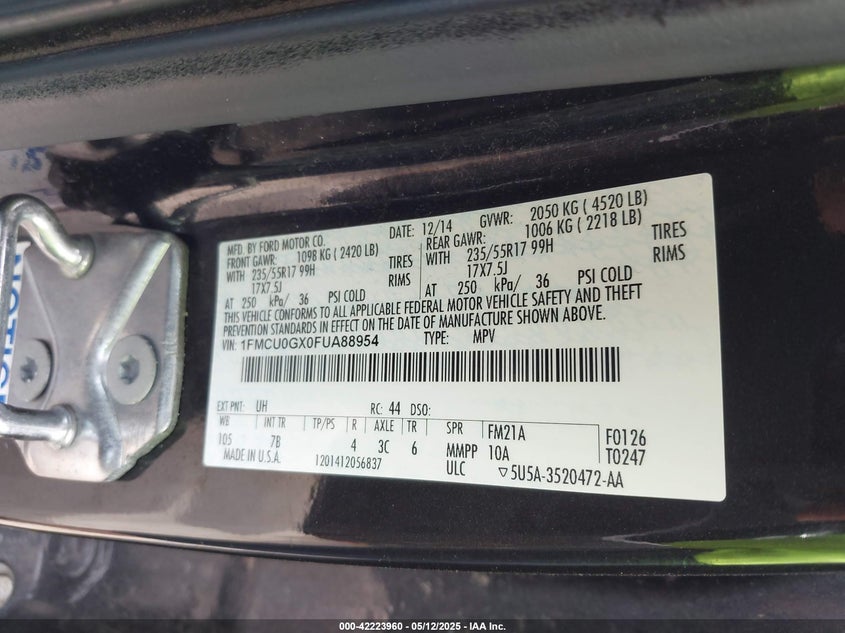 NOTICE
MFD. BY FORD MOTOR CO.
DATE: 12/14 GVWR: 2050 KG ( 4520 LB)
FRONT GAWR: 1098 KG ( 2420 LB)
REAR GAWR: 1006 KG ( 2218 LB)
WITH 235/55R17 99H TIRES
WITH 235/55R17 99H TIRES
17X7.5J RIMS
17X7.5J RIMS
AT 250 kPa/ 36 PSI COLD
AT 250 kPa/ 36 PSI COLD
THIS VEHICLE CONFORMS TO ALL APPLICABLE FEDERAL MOTOR VEHICLE SAFETY AND THEFT
PREVENTION STANDARDS IN EFFECT ON THE DATE OF MANUFACTURE SHOWN ABOVE.
VIN: 1FMCU0GX0FUA88954 TYPE: MPV
EXT PNT: UH RC: 44 DSO:
WB INT TR TP/PS R AXLE TR SPR FM21A F0126
105 7B 4 3C 6 MMPP 10A T0247
MADE IN U.S.A. 1201412056837 ULC ▽5U5A-3520472-AA
000-42223960 - 05/12/2025 - IAA Inc.